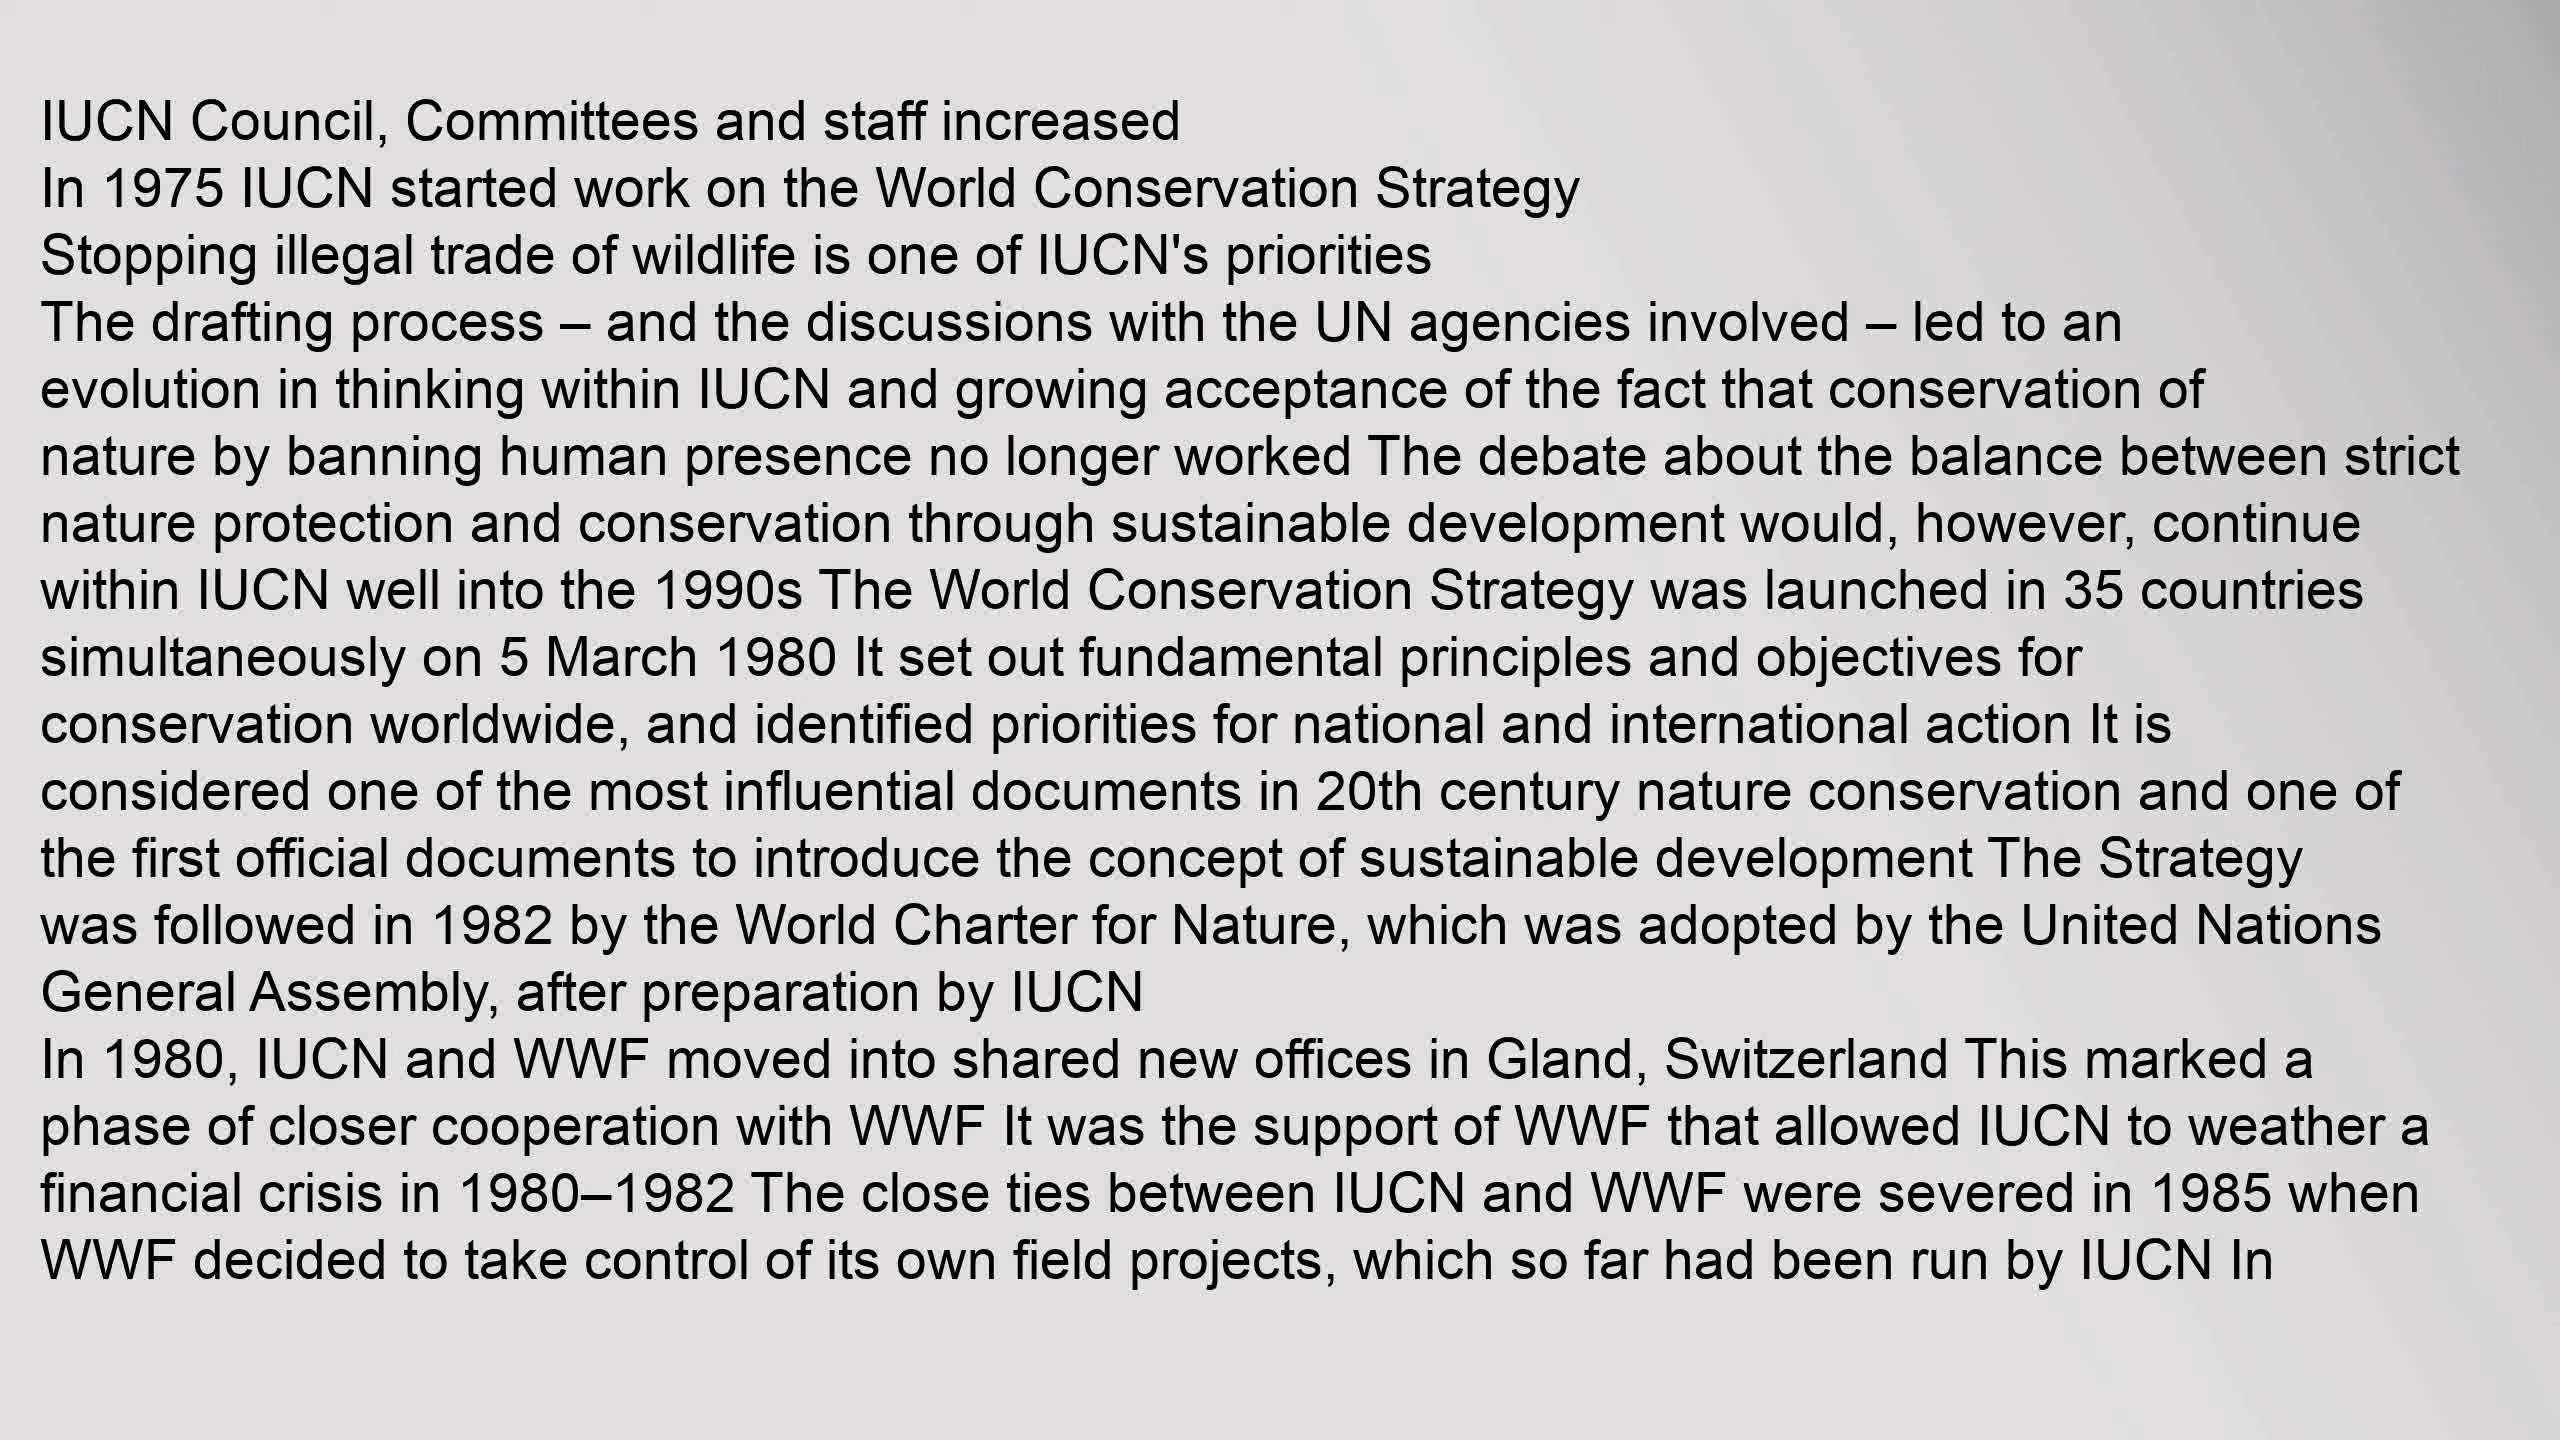 IUCN Council, Committees and staff increased
In 1975 IUCN started work on the World Conservation Strategy
Stopping illegal trade of wildlife is one of IUCN's priorities
The drafting process – and the discussions with the UN agencies involved – led to an
evolution in thinking within IUCN and growing acceptance of the fact that conservation of
nature by banning human presence no longer worked The debate about the balance between strict
nature protection and conservation through sustainable development would, however, continue
within IUCN well into the 1990s The World Conservation Strategy was launched in 35 countries
simultaneously on 5 March 1980 It set out fundamental principles and objectives for
conservation worldwide, and identified priorities for national and international action It is
considered one of the most influential documents in 20th century nature conservation and one of
the first official documents to introduce the concept of sustainable development The Strategy
was followed in 1982 by the World Charter for Nature, which was adopted by the United Nations
General Assembly, after preparation by IUCN
In 1980, IUCN and WWF moved into shared new offices in Gland, Switzerland This marked a
phase of closer cooperation with WWF It was the support of WWF that allowed IUCN to weather a
financial crisis in 1980–1982 The close ties between IUCN and WWF were severed in 1985 when
WWF decided to take control of its own field projects, which so far had been run by IUCN In